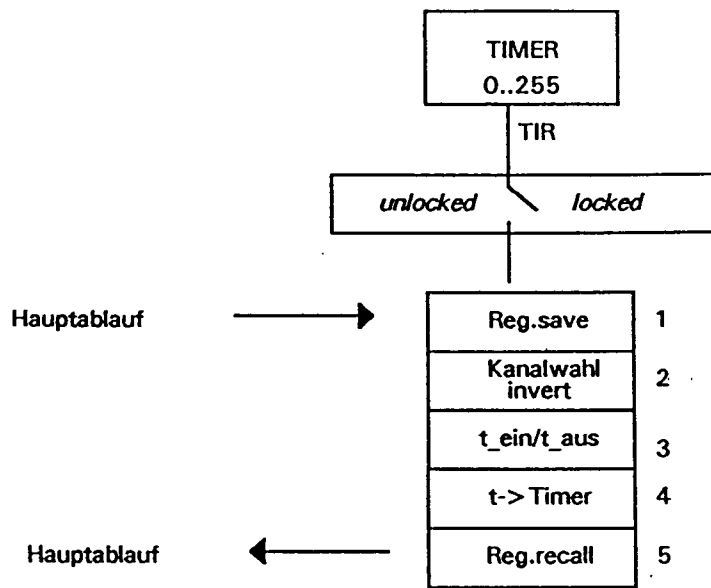 TIMER
0..255
TIR
unlocked locked
Hauptablauf Reg.save 1
Kanalwahl
invert 2
t_ein/t_aus 3
t-> Timer 4
Hauptablauf Reg.recall 5